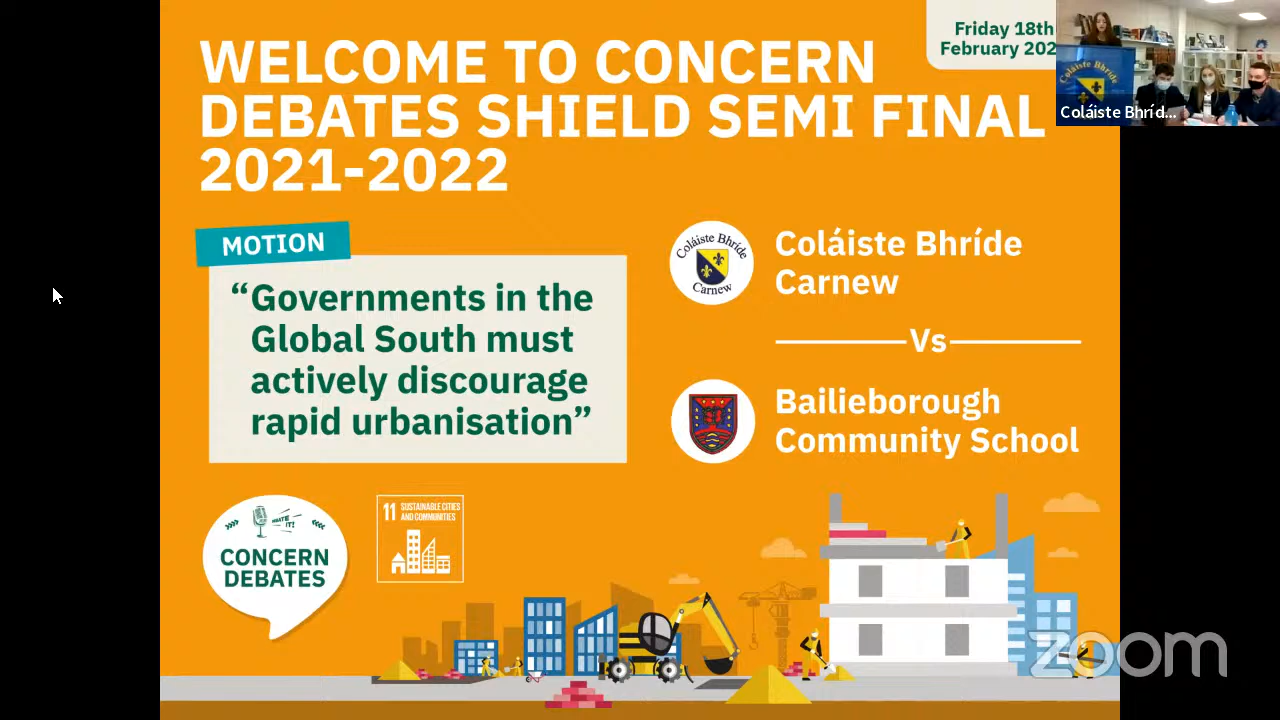 WELCOME TO CONCERN
DEBATES SHIELD SEMI FINAL
2021-2022
Friday 18th
February 202
Coláiste Bhríde
Coláiste Bhríd...
MOTION
“Governments in the
Global South must
actively discourage
rapid urbanisation”
Coláiste Bhríde
Carnew
Coláiste Bhríde
Carnew
Vs
Bailieborough
Community School
CONCERN
DEBATES
11 SUSTAINABLE CITIES
AND COMMUNITIES
zoom